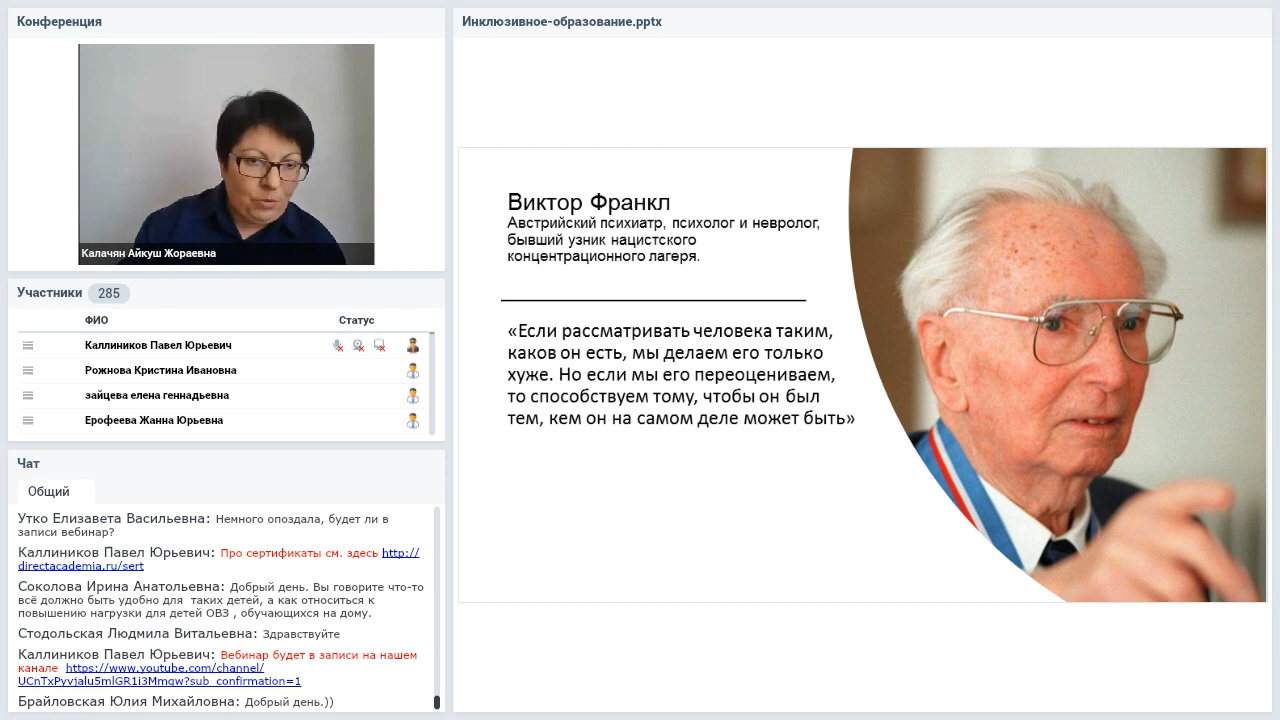 Конференция
Калачян Айкуш Жораевна
Участники 285
ФИО Статус
Каллиников Павел Юрьевич
Рожнова Кристина Ивановна
зайцева елена геннадьевна
Ерофеева Жанна Юрьевна
Чат
Общий
Утко Елизавета Васильевна: Немного опоздала, будет ли в
записи вебинар?
Каллиников Павел Юрьевич: Про сертификаты см. здесь http://
directacademia.ru/sert
Соколова Ирина Анатольевна: Добрый день. Вы говорите что-то
всё должно быть удобно для таких детей, а как относиться к
повышению нагрузки для детей ОВЗ , обучающихся на дому.
Стодольская Людмила Витальевна: Здравствуйте
Каллиников Павел Юрьевич: Вебинар будет в записи на нашем
канале https://www.youtube.com/channel/
UCnTxPyvjalu5mlGR1i3Mmqw?sub_confirmation=1
Брайловская Юлия Михайловна: Добрый день.))
Инклюзивное-образование.pptx
Виктор Франкл
Австрийский психиатр, психолог и невролог,
бывший узник нацистского
концентрационного лагеря.
«Если рассматривать человека таким,
каков он есть, мы делаем его только
хуже. Но если мы его переоцениваем,
то способствуем тому, чтобы он был
тем, кем он на самом деле может быть»